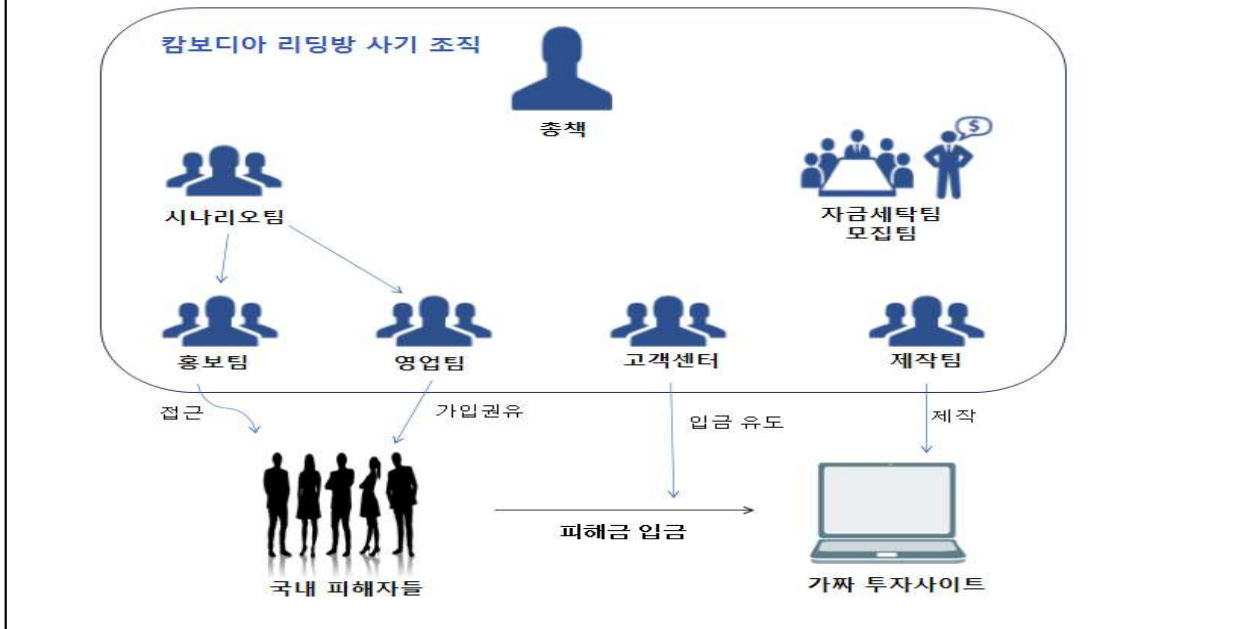 캄보디아 리딩방 사기 조직
총책
$
시나리오팀
자금세탁팀
모집팀
홍보팀
영업팀
고객센터
제작팀
접근
가입권유
입금 유도
제작
피해금 입금
국내 피해자들
가짜 투자사이트